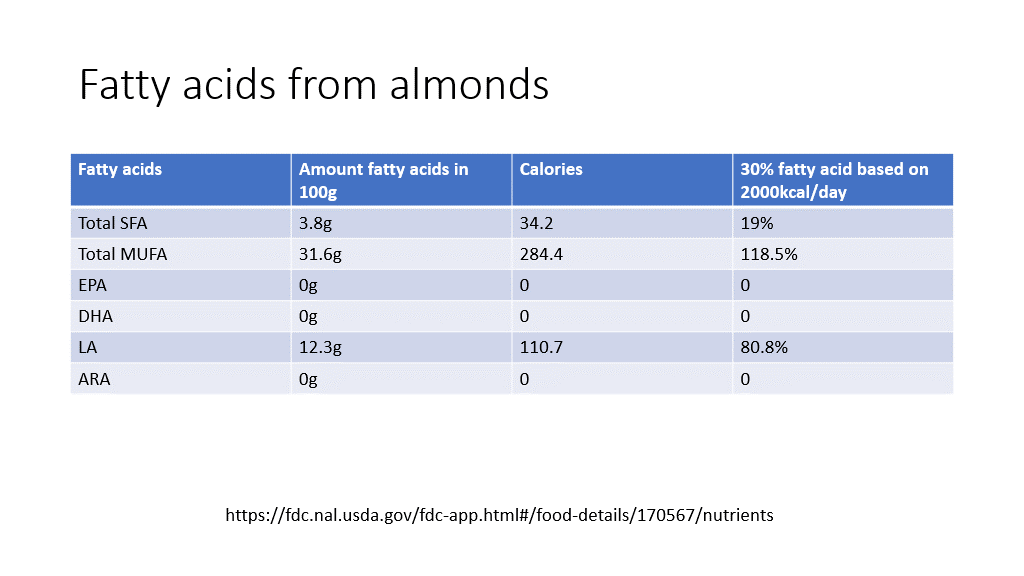 Fatty acids from almonds
Fatty acids
Amount fatty acids in
100g
Calories
30% fatty acid based on
2000kcal/day
Total SFA
3.8g
34.2
19%
Total MUFA
31.6g
284.4
118.5%
EPA
0g
0
0
DHA
0g
0
0
LA
12.3g
110.7
80.8%
ARA
0g
0
0
https://fdc.nal.usda.gov/fdc-app.html#/food-details/170567/nutrients